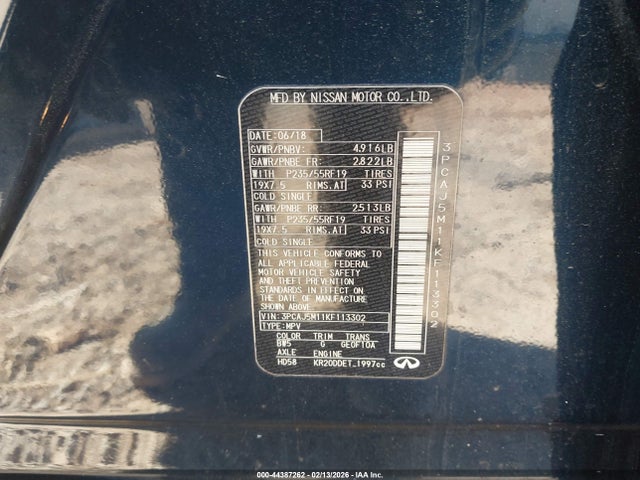 MFD BY NISSAN MOTOR CO.,LTD.
DATE: 06/18
GVWR/PNBV: 4,916LB
GAWR/PNBE FR: 2,822LB
WITH P235/55RF19 TIRES
19X7.5 RIMS,AT 33 PSI
COLD SINGLE
GAWR/PNBE RR: 2,513LB
WITH P235/55RF19 TIRES
19X7.5 RIMS,AT 33 PSI
COLD SINGLE
THIS VEHICLE CONFORMS TO
ALL APPLICABLE FEDERAL
MOTOR VEHICLE SAFETY
AND THEFT PREVENTION
STANDARDS IN EFFECT ON
THE DATE OF MANUFACTURE
SHOWN ABOVE.
VIN: 3PCAJ5M11KF113302
TYPE: MPV
COLOR TRIM TRANS
BW5 G GE0F10A
AXLE ENGINE
HD58 KR20DDET.1997cc
3PCAJ5M11KF113302
000-44387262 - 02/13/2026 - IAA Inc.